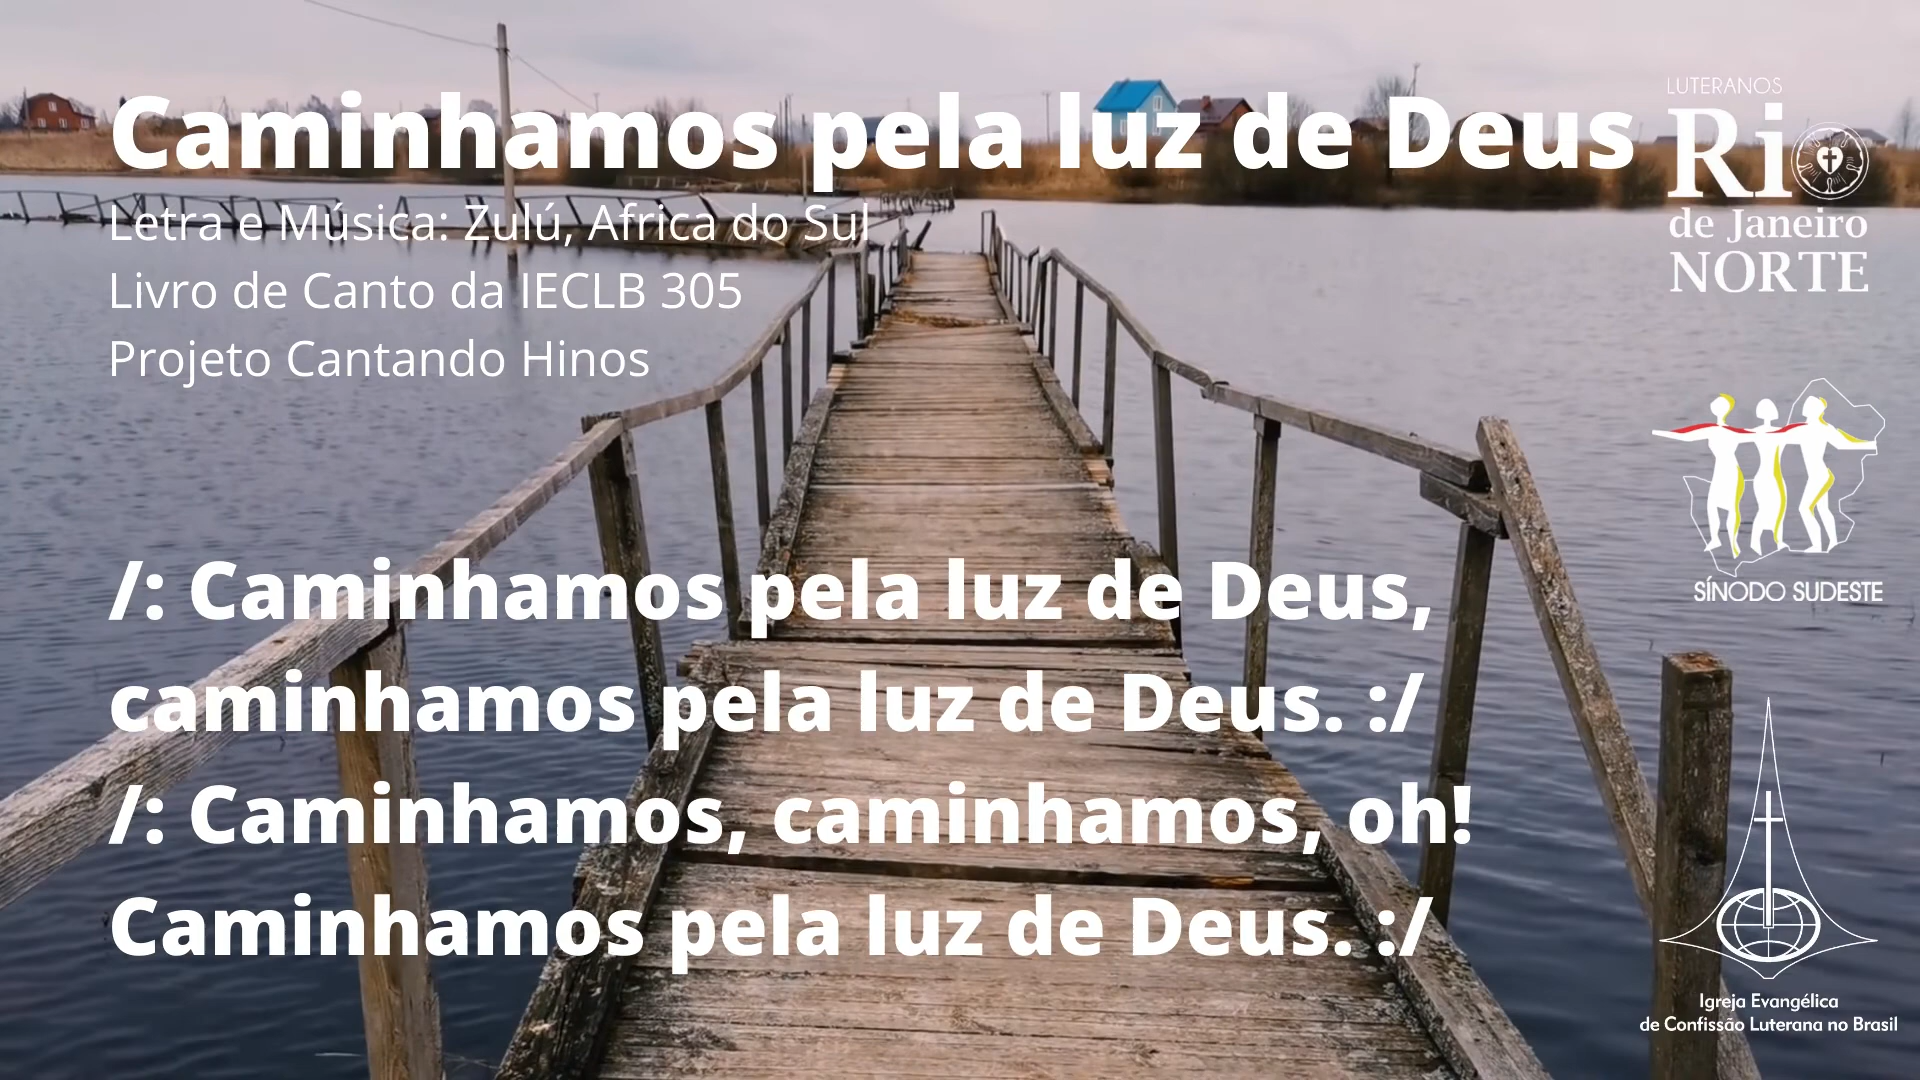 Caminhamos pela luz de Deus
Letra e Música: Zulú, Africa do Sul
Livro de Canto da IECLB 305
Projeto Cantando Hinos
/: Caminhamos pela luz de Deus,
caminhamos pela luz de Deus. :/
/: Caminhamos, caminhamos, oh!
Caminhamos pela luz de Deus. :/
LUTERANOS
Rio
de Janeiro
NORTE
SÍNODO SUDESTE
Igreja Evangélica
de Confissão Luterana no Brasil